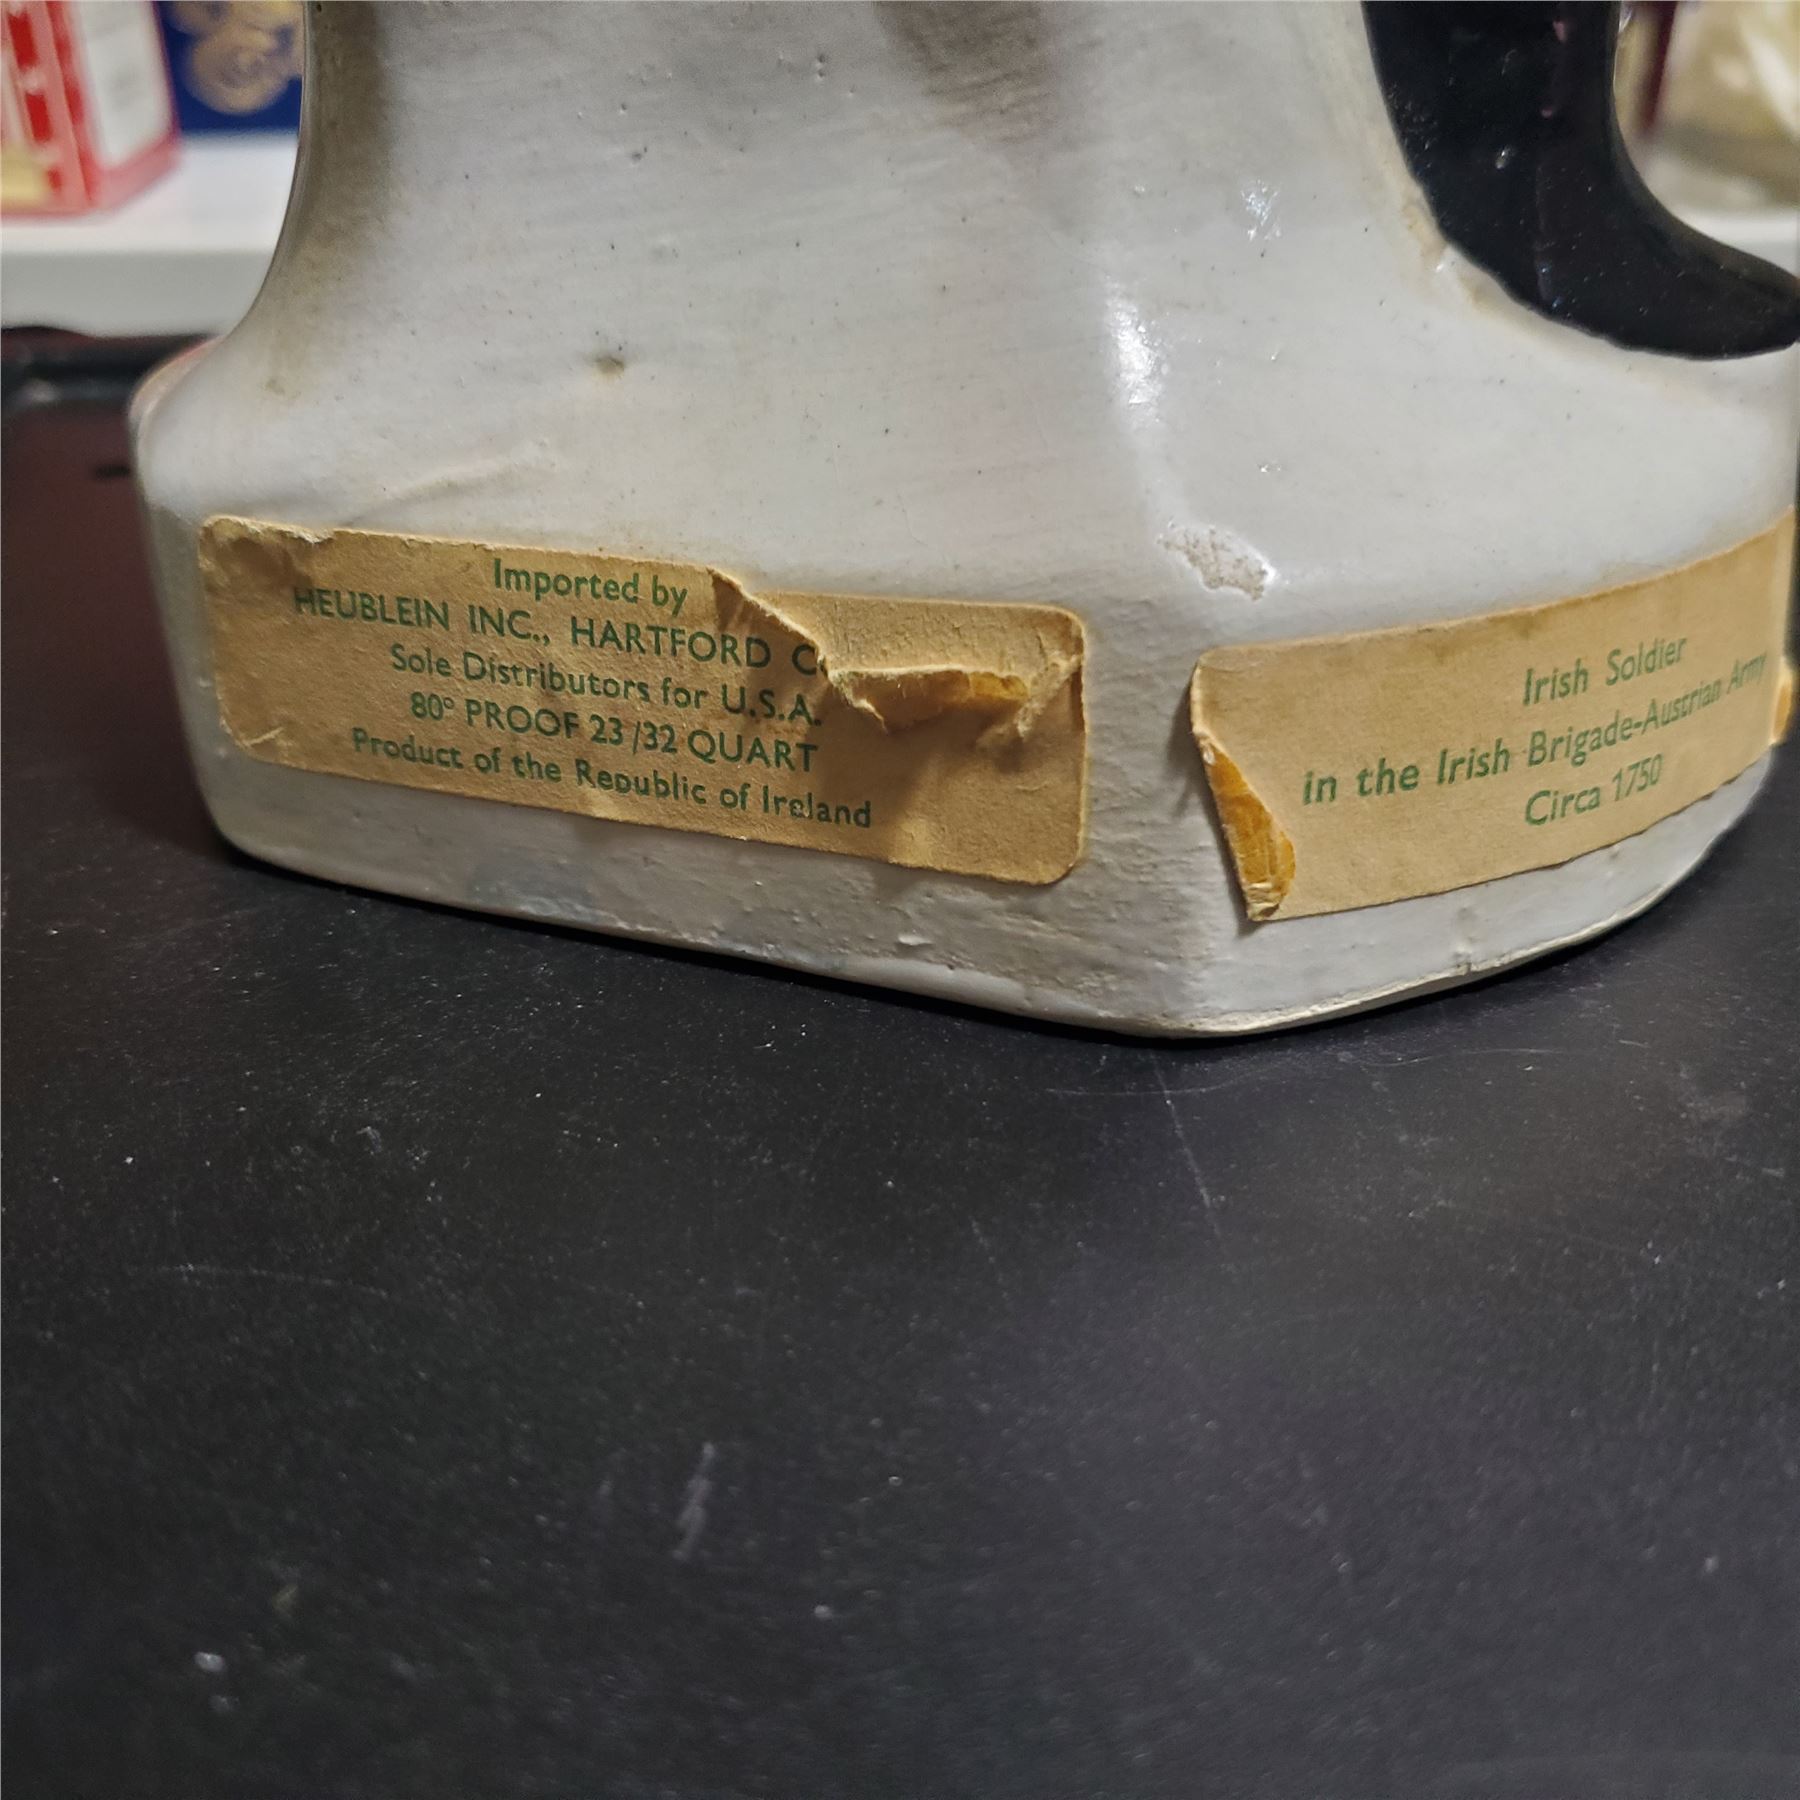 Imported by
HEUBLEIN INC., HARTFORD
Sole Distributors for U.S.A.
80° PROOF 23/32 QUART
Product of the Republic of Ireland
Irish Soldier
in the Irish Brigade-Austrian Army
Circa 1750